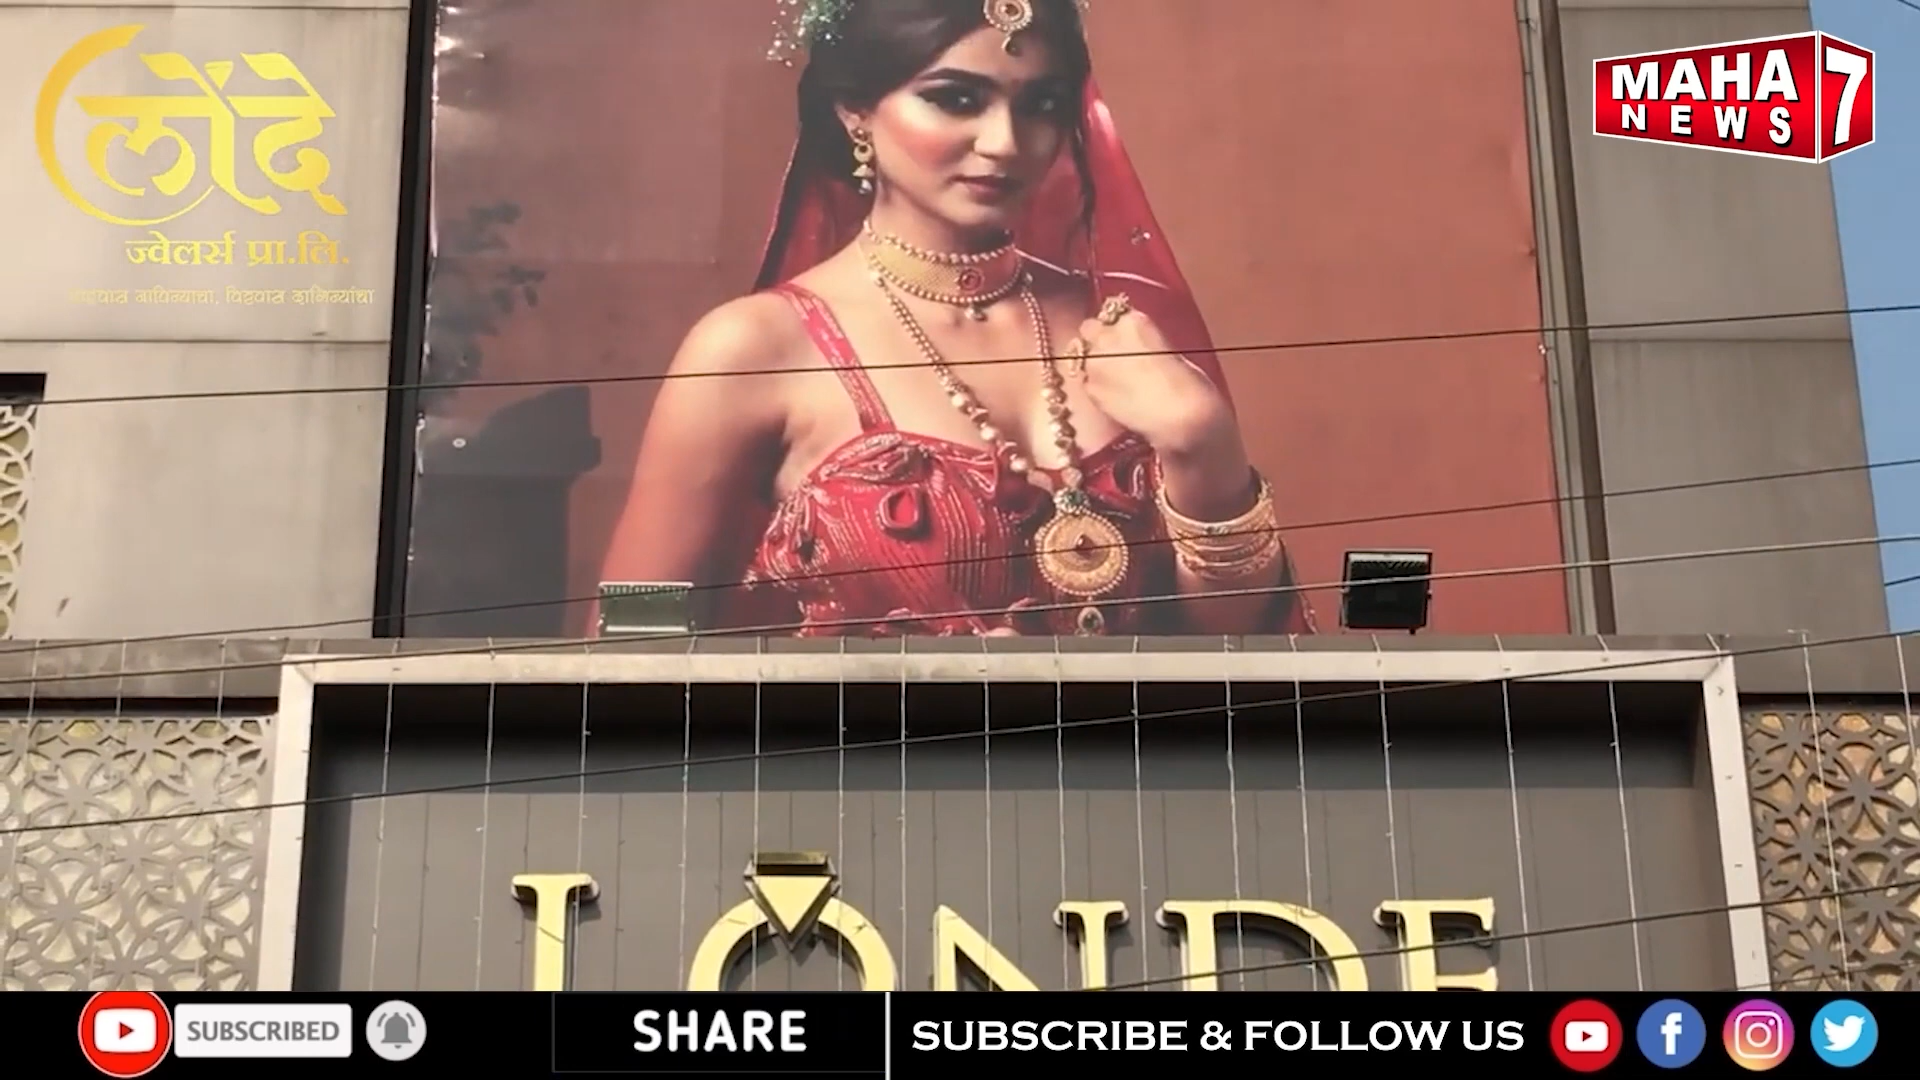 लोंदे
ज्वेलर्स प्रा.लि.
विश्वास दागिन्यांचा
MAHA
NEWS
7
LONDE
SUBSCRIBED
SHARE
SUBSCRIBE & FOLLOW US